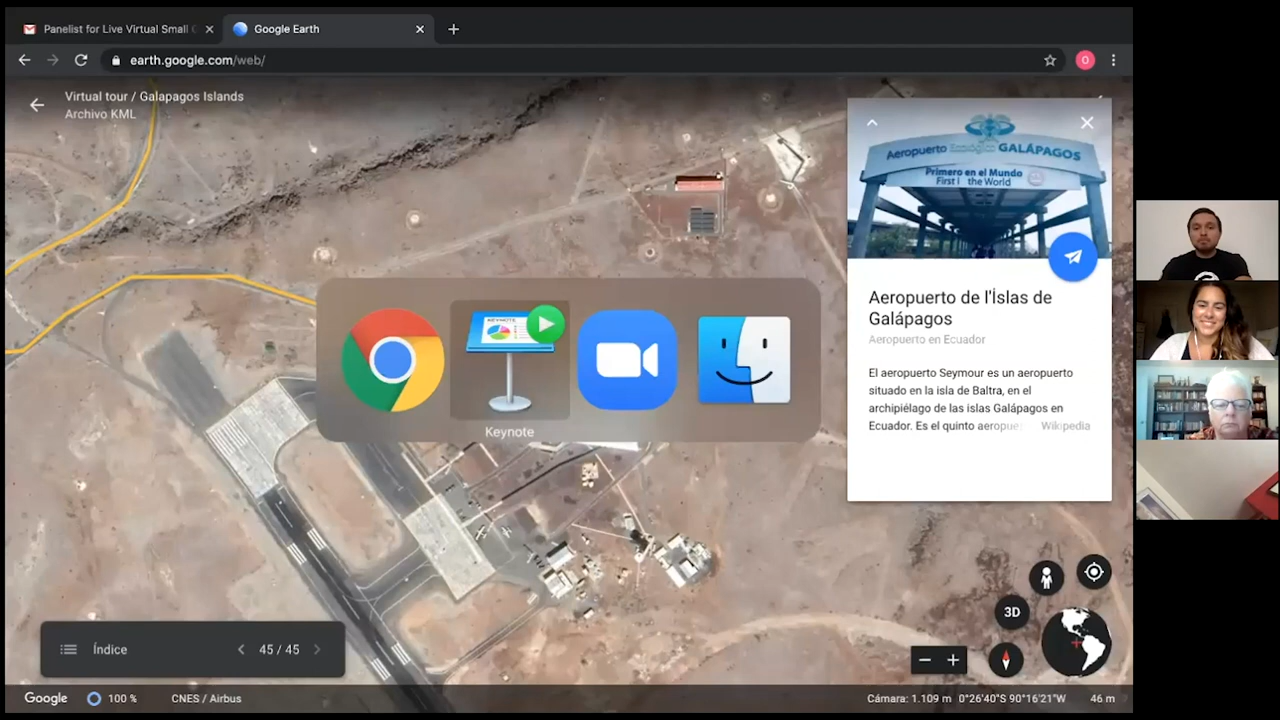 Panelist for Live Virtual Small
Google Earth
earth.google.com/web/
O
Virtual tour / Galapagos Islands
Archivo KML
Aeropuerto Ecológico GALÁPAGOS
Primero en el Mundo
First the World
Aeropuerto de l'Íslas de
Galápagos
Aeropuerto en Ecuador
El aeropuerto Seymour es un aeropuerto
situado en la isla de Baltra, en el
archipiélago de las islas Galápagos en
Ecuador. Es el quinto aeropue Wikipedia
KEYNOTE
Keynote
3D
Índice
45 / 45
Google
100 %
CNES / Airbus
Cámara: 1.109 m 0°26'40"S 90°16'21"W 46 m